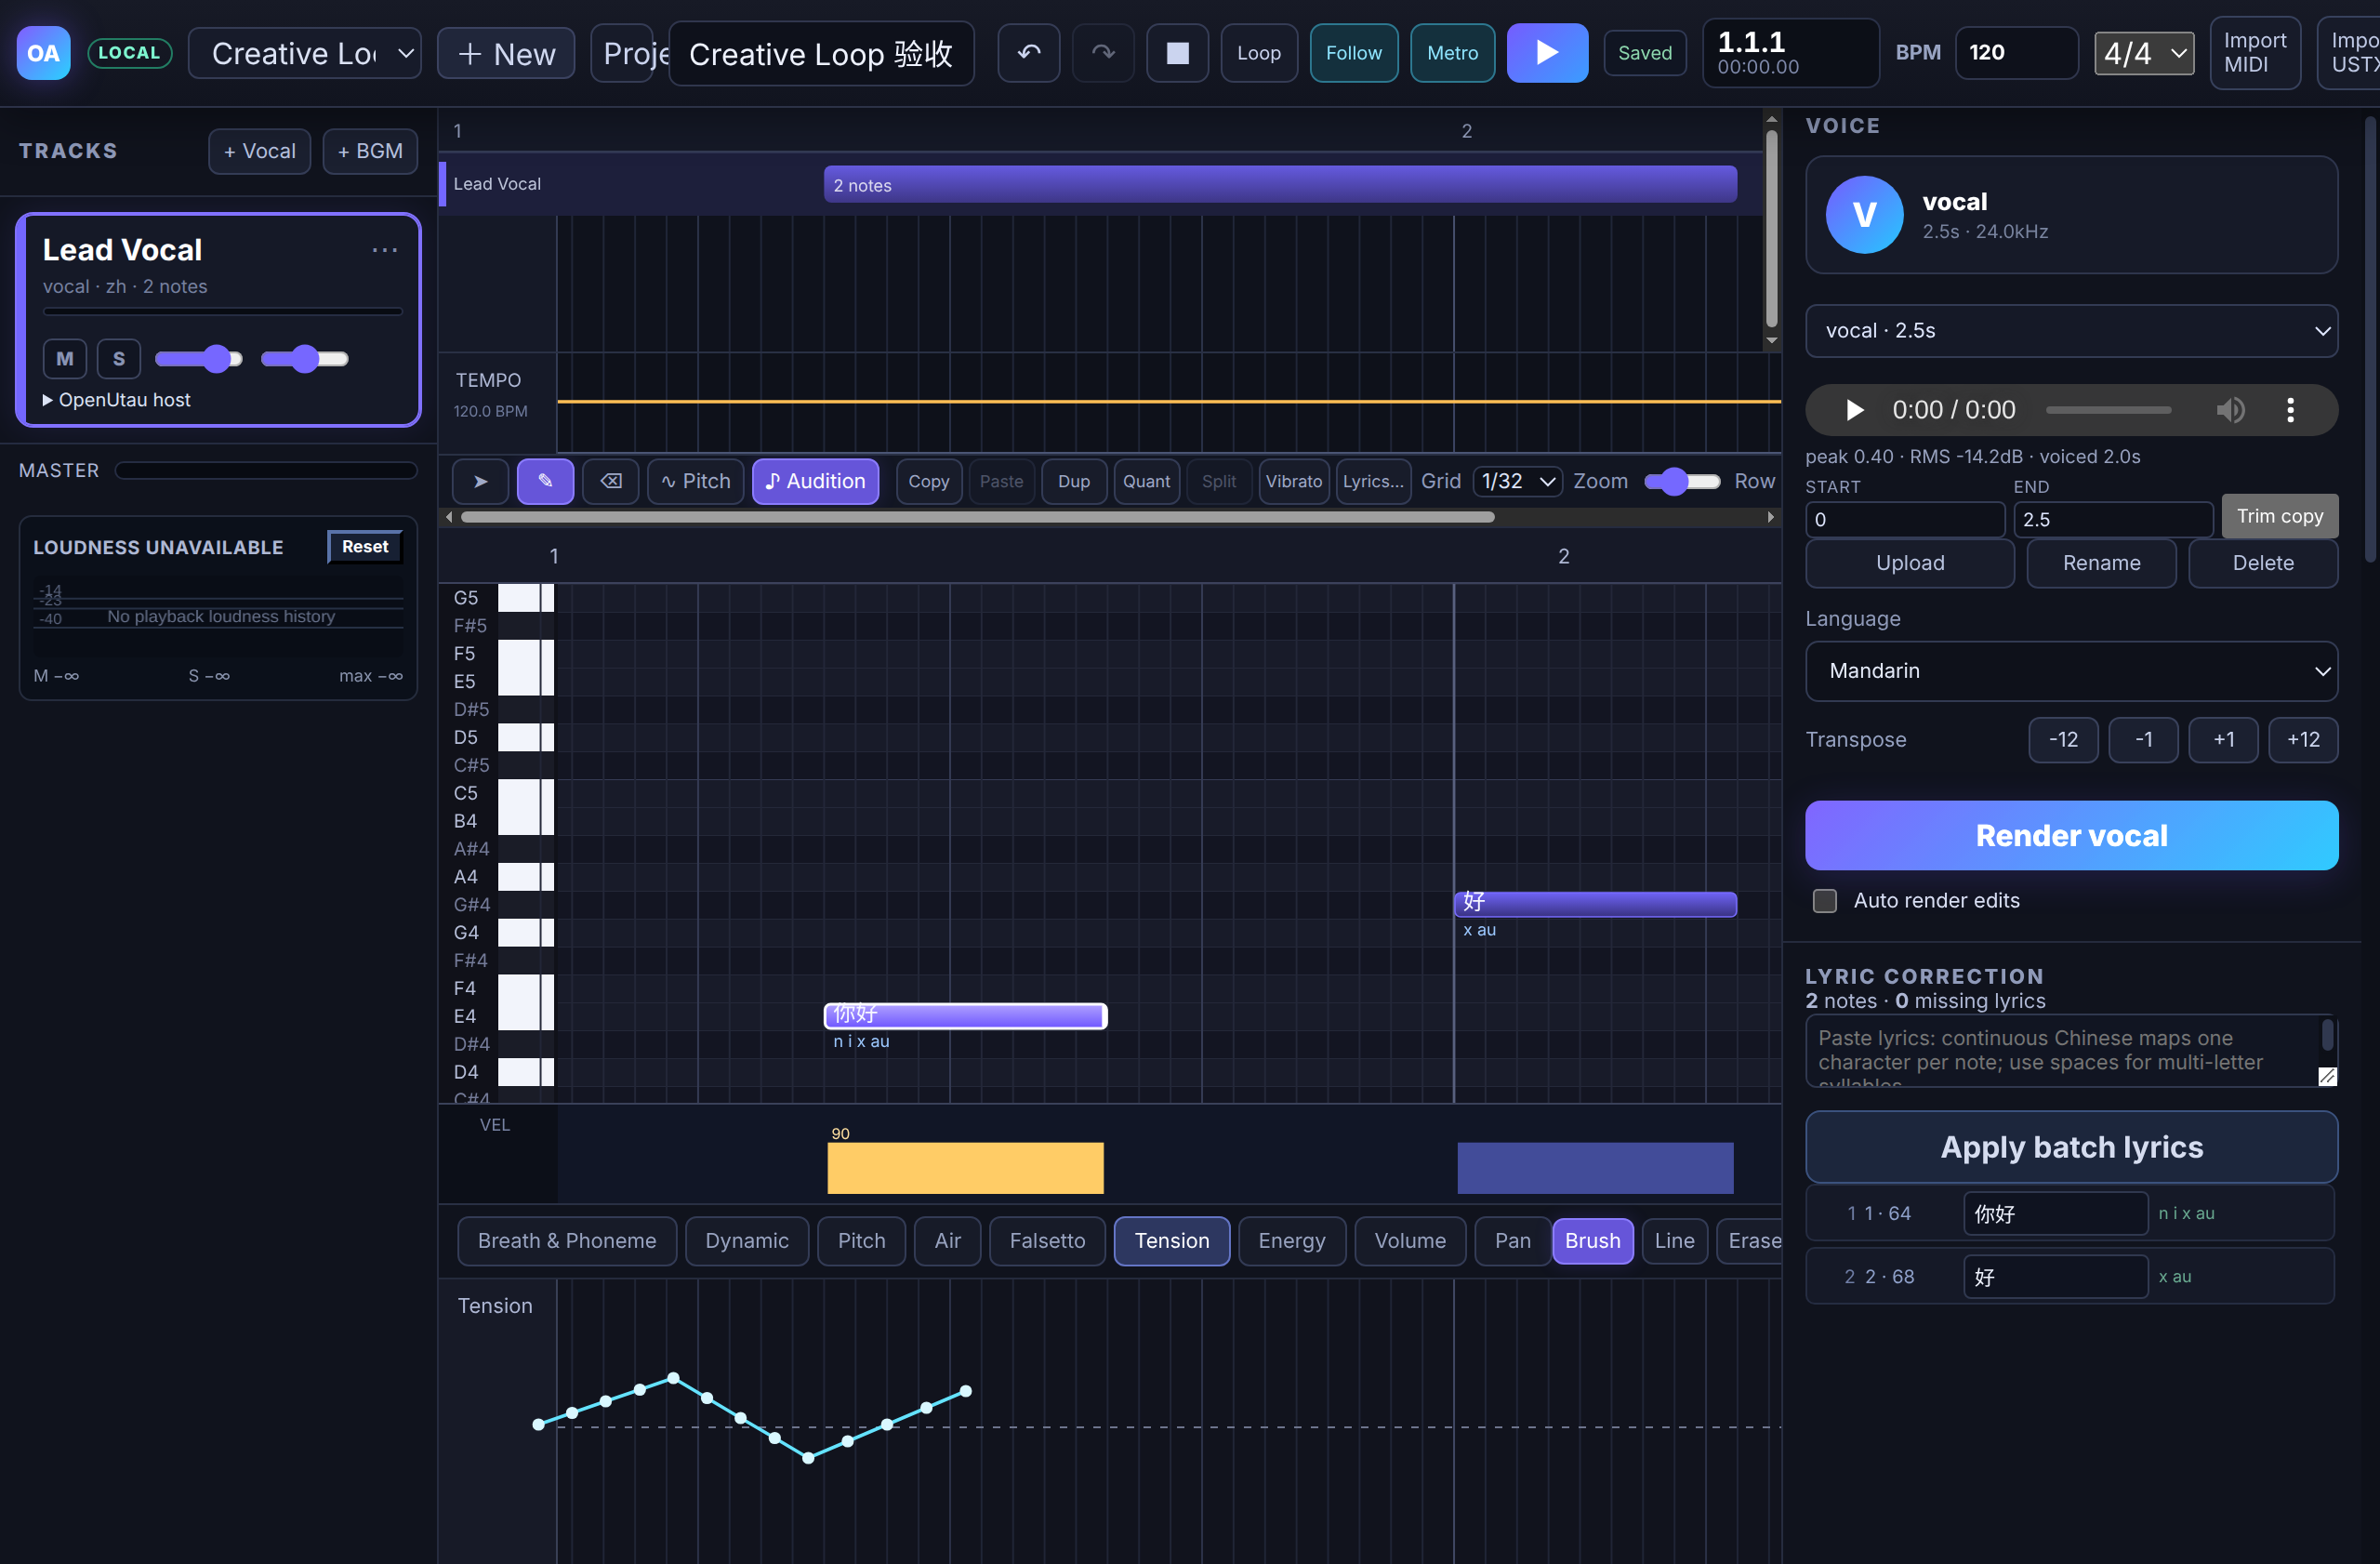 OA LOCAL Creative Loc + New Proje Creative Loop 验收 Loop Follow Metro Saved 1.1.1 BPM 120 4/4 Import MIDI
00:00.00
TRACKS + Vocal + BGM
Lead Vocal ...
vocal · zh · 2 notes
M S
OpenUtau host
MASTER
LOUDNESS UNAVAILABLE Reset
-14
-23
-40 No playback loudness history
M −∞ S −∞ max −∞
1 2
Lead Vocal 2 notes
TEMPO
120.0 BPM
∿ Pitch ♪ Audition Copy Paste Dup Quant Split Vibrato Lyrics... Grid 1/32 Zoom Row
1 2
G5
F#5
F5
E5
D#5
D5
C#5
C5
B4
A#4
A4
G#4 好
G4 x au
F#4
F4
E4 你好
D#4 n i x au
D4
C#4
VEL 90
Breath & Phoneme Dynamic Pitch Air Falsetto Tension Energy Volume Pan Brush Line Erase
Tension
VOICE
V vocal
2.5s · 24.0kHz
vocal · 2.5s
0:00 / 0:00
peak 0.40 · RMS -14.2dB · voiced 2.0s
START END
0 2.5 Trim copy
Upload Rename Delete
Language
Mandarin
Transpose -12 -1 +1 +12
Render vocal
Auto render edits
LYRIC CORRECTION
2 notes · 0 missing lyrics
Paste lyrics: continuous Chinese maps one
character per note; use spaces for multi-letter
syllables
Apply batch lyrics
1 1 · 64 你好 n i x au
2 2 · 68 好 x au